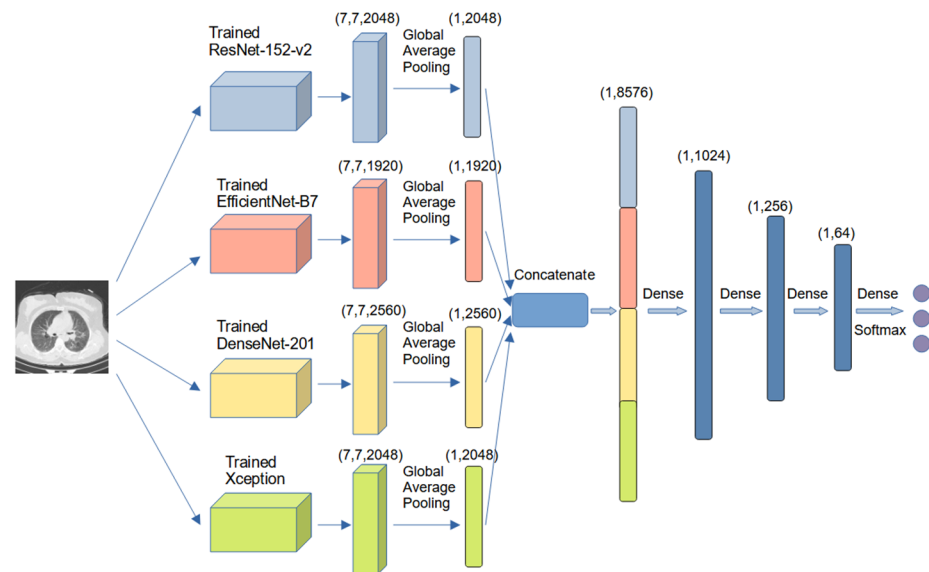 Trained
ResNet-152-v2
(7,7,2048)
Global
Average
Pooling
(1,2048)
Trained
EfficientNet-B7
(7,7,1920)
Global
Average
Pooling
(1,1920)
Trained
DenseNet-201
(7,7,2560)
Global
Average
Pooling
(1,2560)
Trained
Xception
(7,7,2048)
Global
Average
Pooling
(1,2048)
Concatenate
(1,8576)
Dense
(1,1024)
Dense
(1,256)
Dense
(1,64)
Dense
Softmax